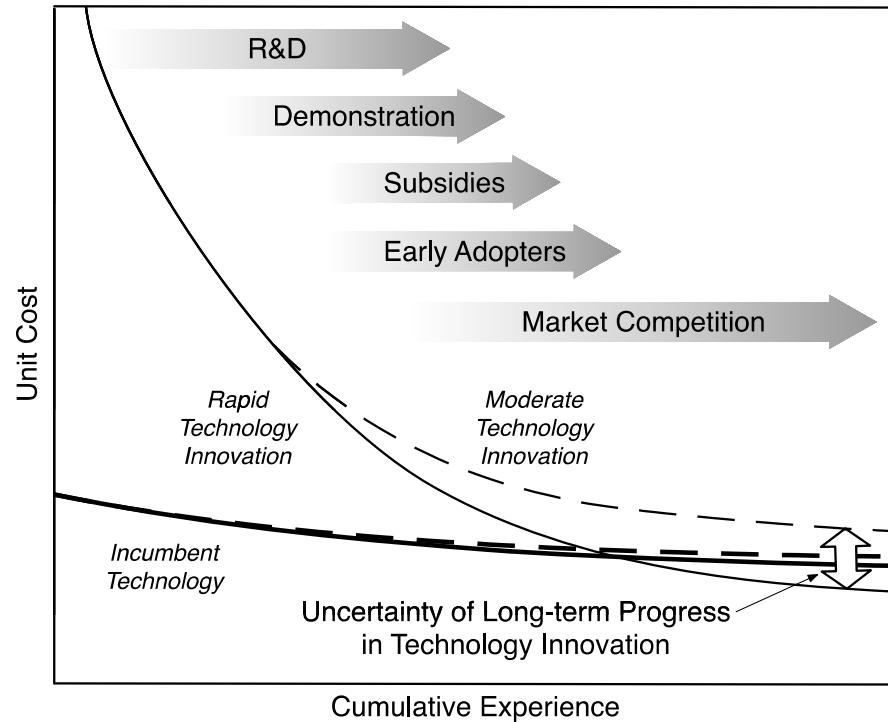 R&D
Demonstration
Subsidies
Early Adopters
Market Competition
Unit Cost
Rapid
Technology
Innovation
Moderate
Technology
Innovation
Incumbent
Technology
Uncertainty of Long-term Progress
in Technology Innovation
Cumulative Experience